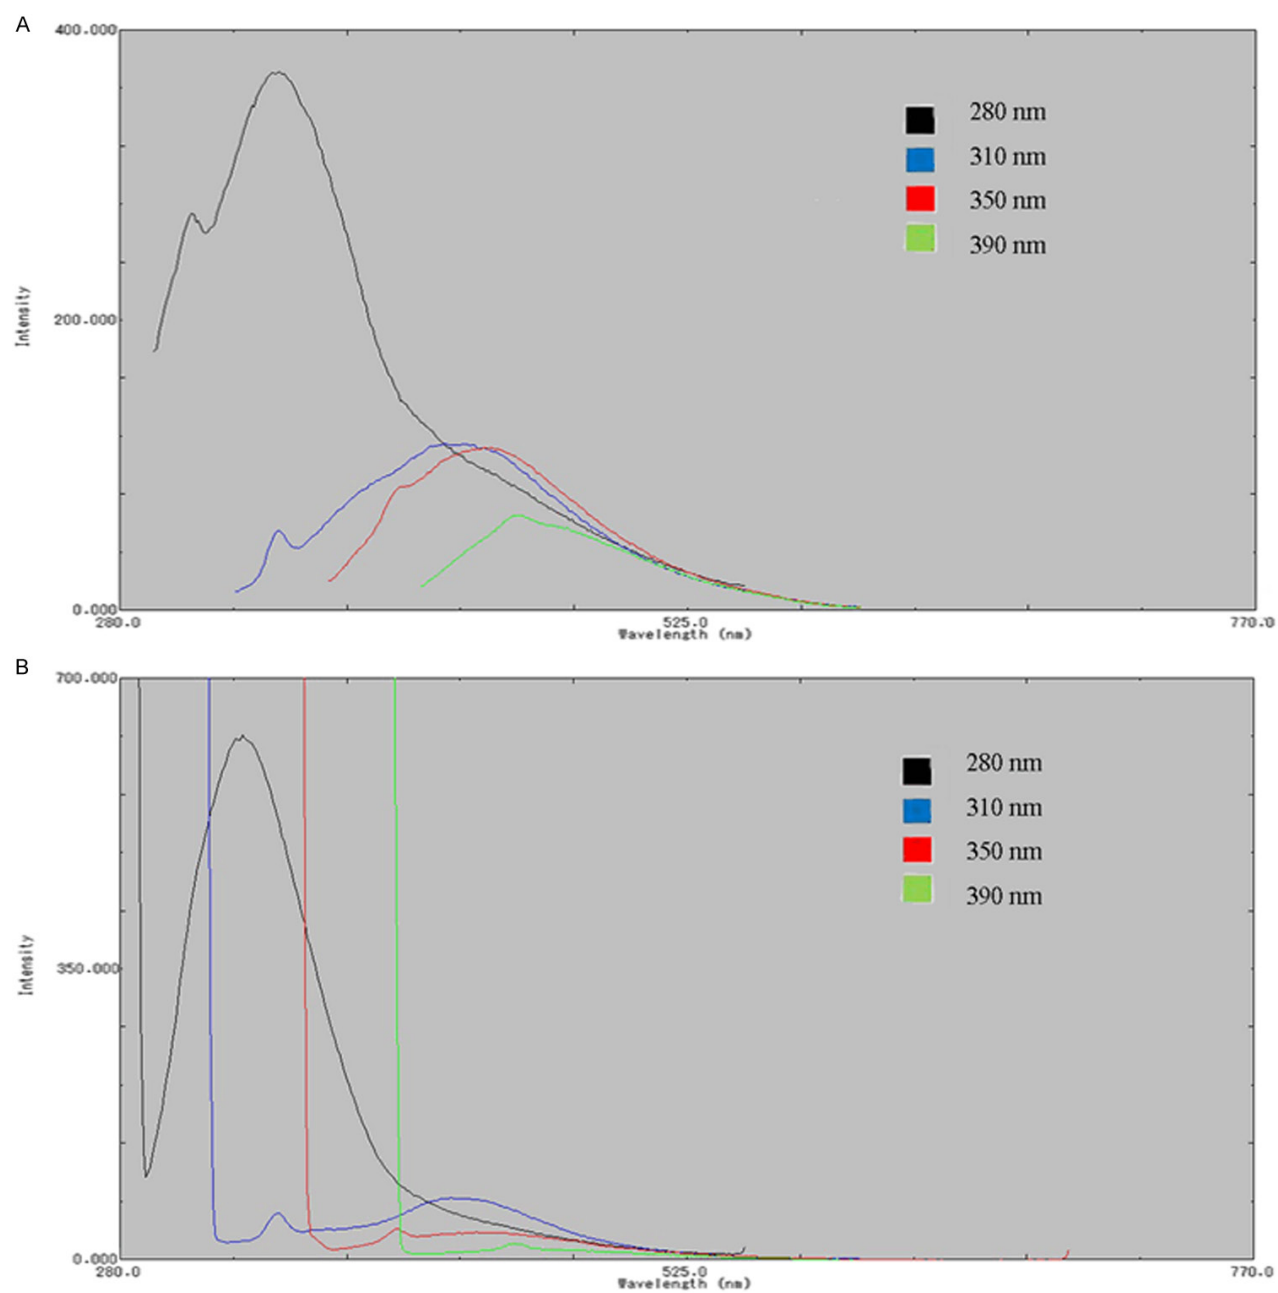 A
400.000
280 nm
310 nm
350 nm
390 nm
Intensity
200.000
0.000
280.0
525.0
770.0
Wavelength (nm)
B
700.000
280 nm
310 nm
350 nm
390 nm
Intensity
350.000
0.000
280.0
525.0
770.0
Wavelength (nm)